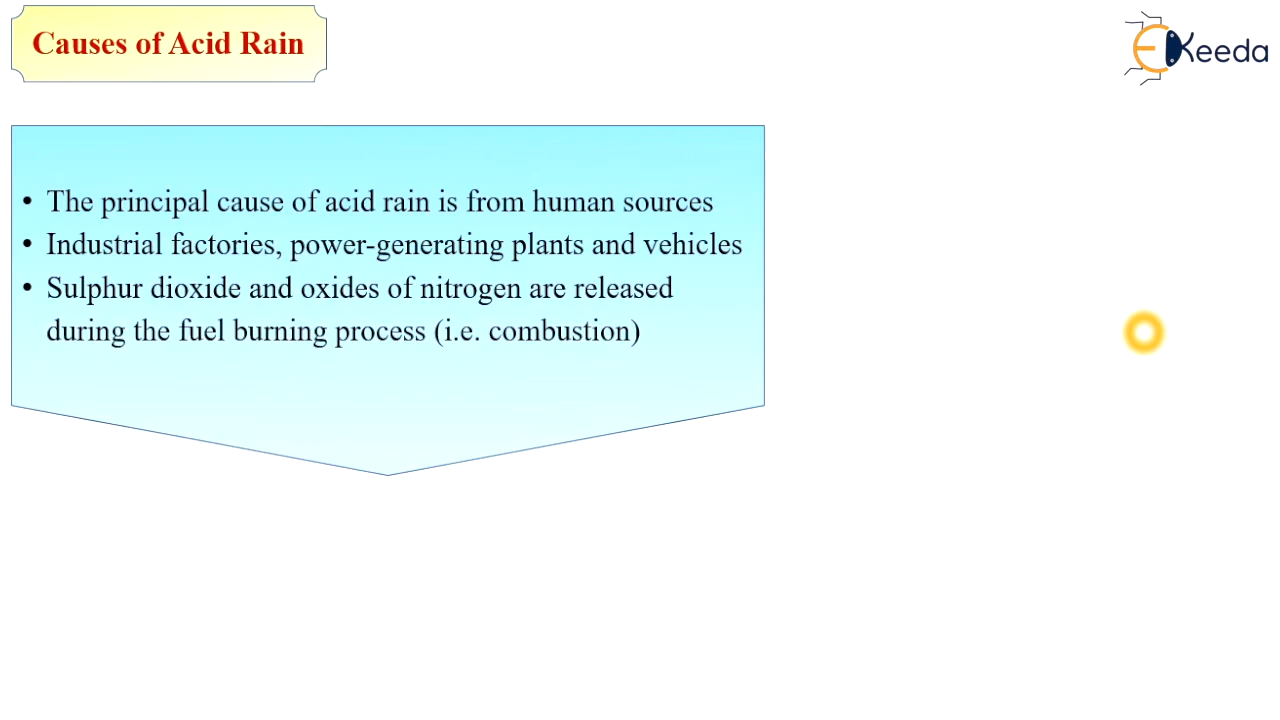 Causes of Acid Rain
EKeeda
• The principal cause of acid rain is from human sources
• Industrial factories, power-generating plants and vehicles
• Sulphur dioxide and oxides of nitrogen are released
during the fuel burning process (i.e. combustion)